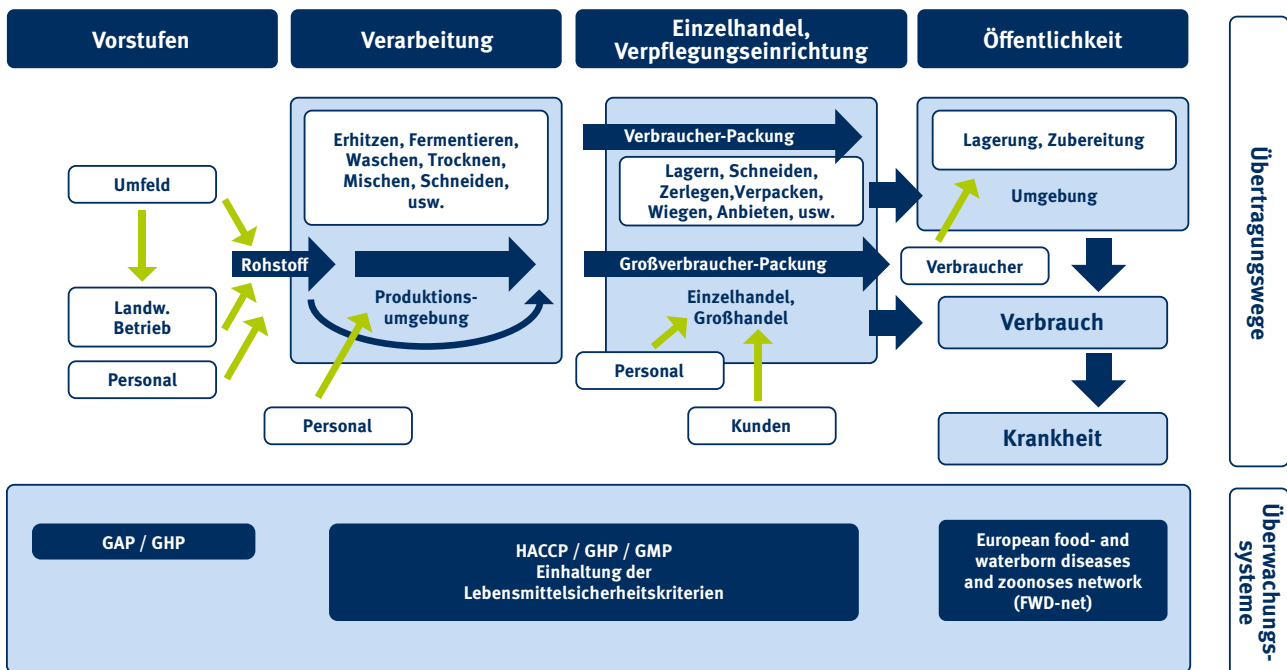 Vorstufen
Verarbeitung
Einzelhandel,
Verpflegungseinrichtung
Öffentlichkeit
Übertragungswege
Umfeld
Landw.
Betrieb
Personal
Rohstoff
Erhitzen, Fermentieren,
Waschen, Trocknen,
Mischen, Schneiden,
usw.
Produktions-
umgebung
Personal
Verbraucher-Packung
Lagern, Schneiden,
Zerlegen,Verpacken,
Wiegen, Anbieten, usw.
Großverbraucher-Packung
Einzelhandel,
Großhandel
Personal
Kunden
Lagerung, Zubereitung
Umgebung
Verbraucher
Verbrauch
Krankheit
GAP / GHP
HACCP / GHP / GMP
Einhaltung der
Lebensmittelsicherheitskriterien
European food- and
waterborn diseases
and zoonoses network
(FWD-net)
Überwachungs-
systeme